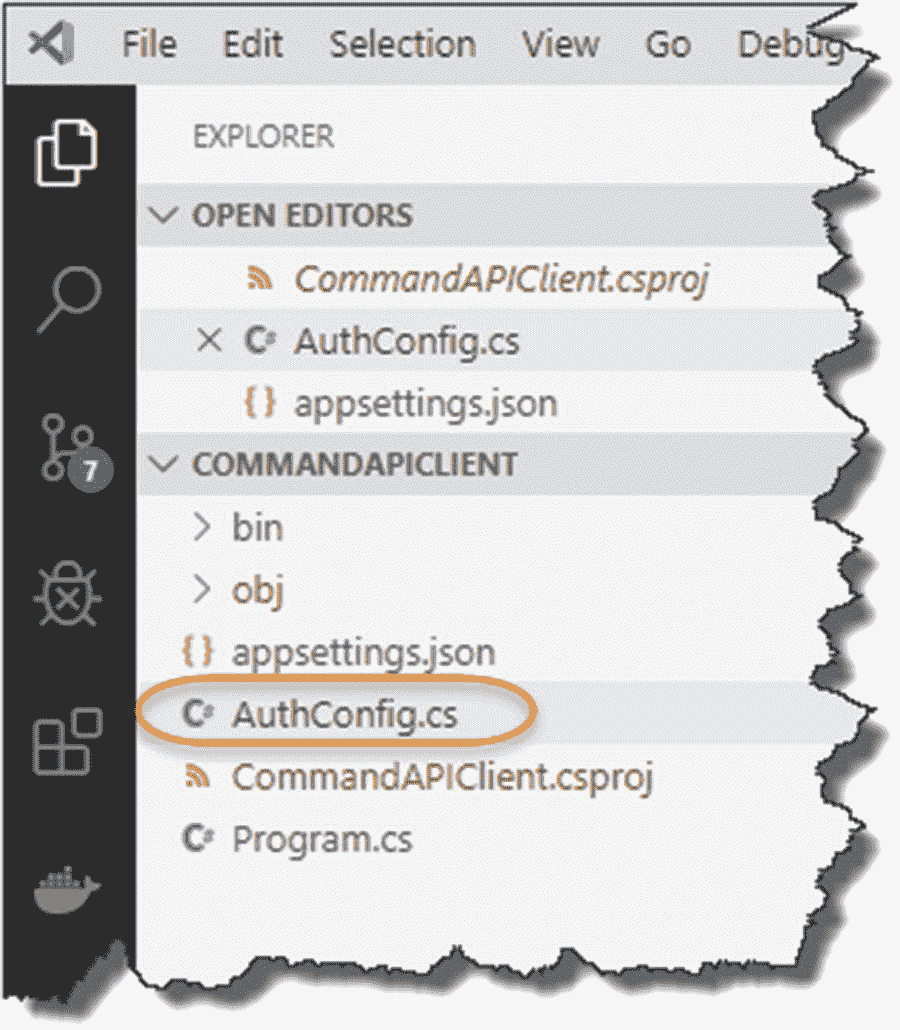 File Edit Selection View Go Debug
EXPLORER
OPEN EDITORS
CommandAPIClient.csproj
C# AuthConfig.cs
{} appsettings.json
COMMANDAPICLIENT
7
bin
obj
{} appsettings.json
C# AuthConfig.cs
CommandAPIClient.csproj
C# Program.cs